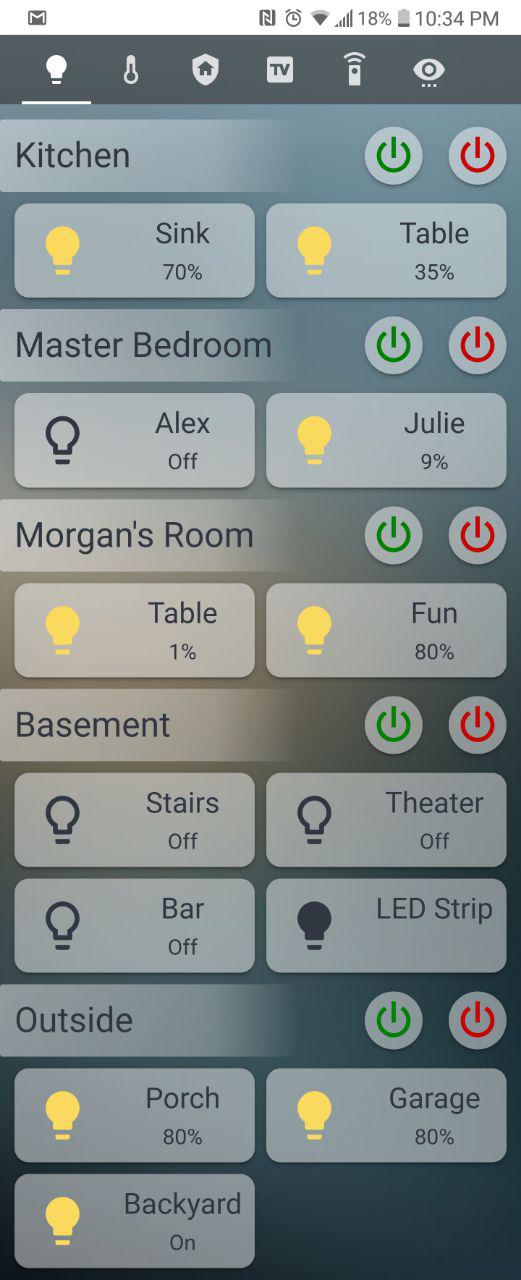 18% 10:34 PM
TV
Kitchen
Sink
70%
Table
35%
Master Bedroom
Alex
Off
Julie
9%
Morgan's Room
Table
1%
Fun
80%
Basement
Stairs
Off
Theater
Off
Bar
Off
LED Strip
Outside
Porch
80%
Garage
80%
Backyard
On